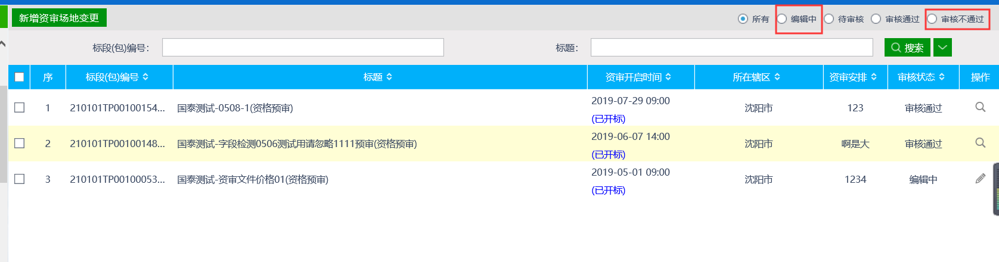 新增资审场地变更
所有 编辑中 待审核 审核通过 审核不通过
标段(包)编号： 标题： 搜索
序 标段(包)编号 标题 资审开启时间 所在辖区 资审安排 审核状态 操作
1 210101TP00100154... 国泰测试-0508-1(资格预审) 2019-07-29 09:00 沈阳市 123 审核通过
(已开标)
2 210101TP00100148... 国泰测试-字段检测0506测试用请忽略1111预审(资格预审) 2019-06-07 14:00 沈阳市 啊是大 审核通过
(已开标)
3 210101TP00100053... 国泰测试-资审文件价格01(资格预审) 2019-05-01 09:00 沈阳市 1234 编辑中
(已开标)